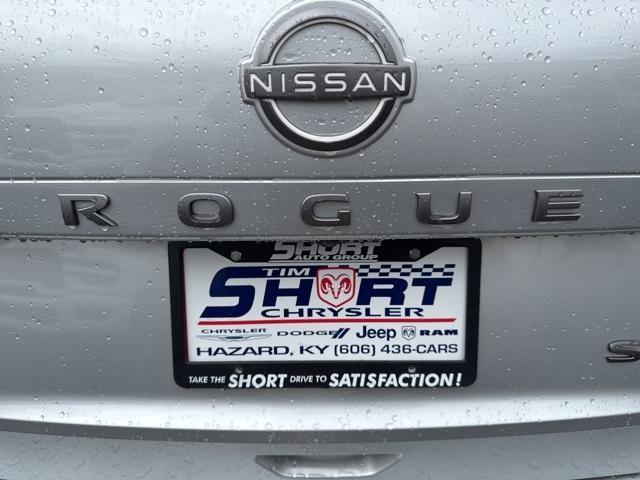 NISSAN
ROGUE
SHORT
AUTO GROUP
TIM
SHORT
CHRYSLER
CHRYSLER DODGE Jeep RAM
HAZARD, KY (606) 436-CARS
TAKE THE SHORT DRIVE TO SATISFACTION!
S